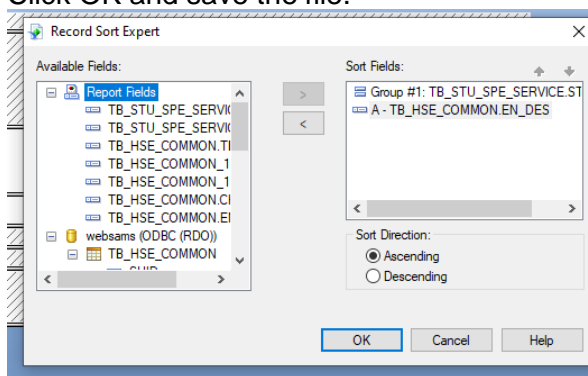 Click OK and save the file.
Record Sort Expert
Available Fields:
Report Fields
TB_STU_SPE_SERVI
TB_STU_SPE_SERVI
TB_HSE_COMMON.TI
TB_HSE_COMMON_1
TB_HSE_COMMON_1
TB_HSE_COMMON.CI
TB_HSE_COMMON.EI
websams (ODBC (RDO))
TB_HSE_COMMON
>
<
Sort Fields:
Group #1: TB_STU_SPE_SERVICE.ST
A - TB_HSE_COMMON.EN_DES
Sort Direction:
Ascending
Descending
OK
Cancel
Help